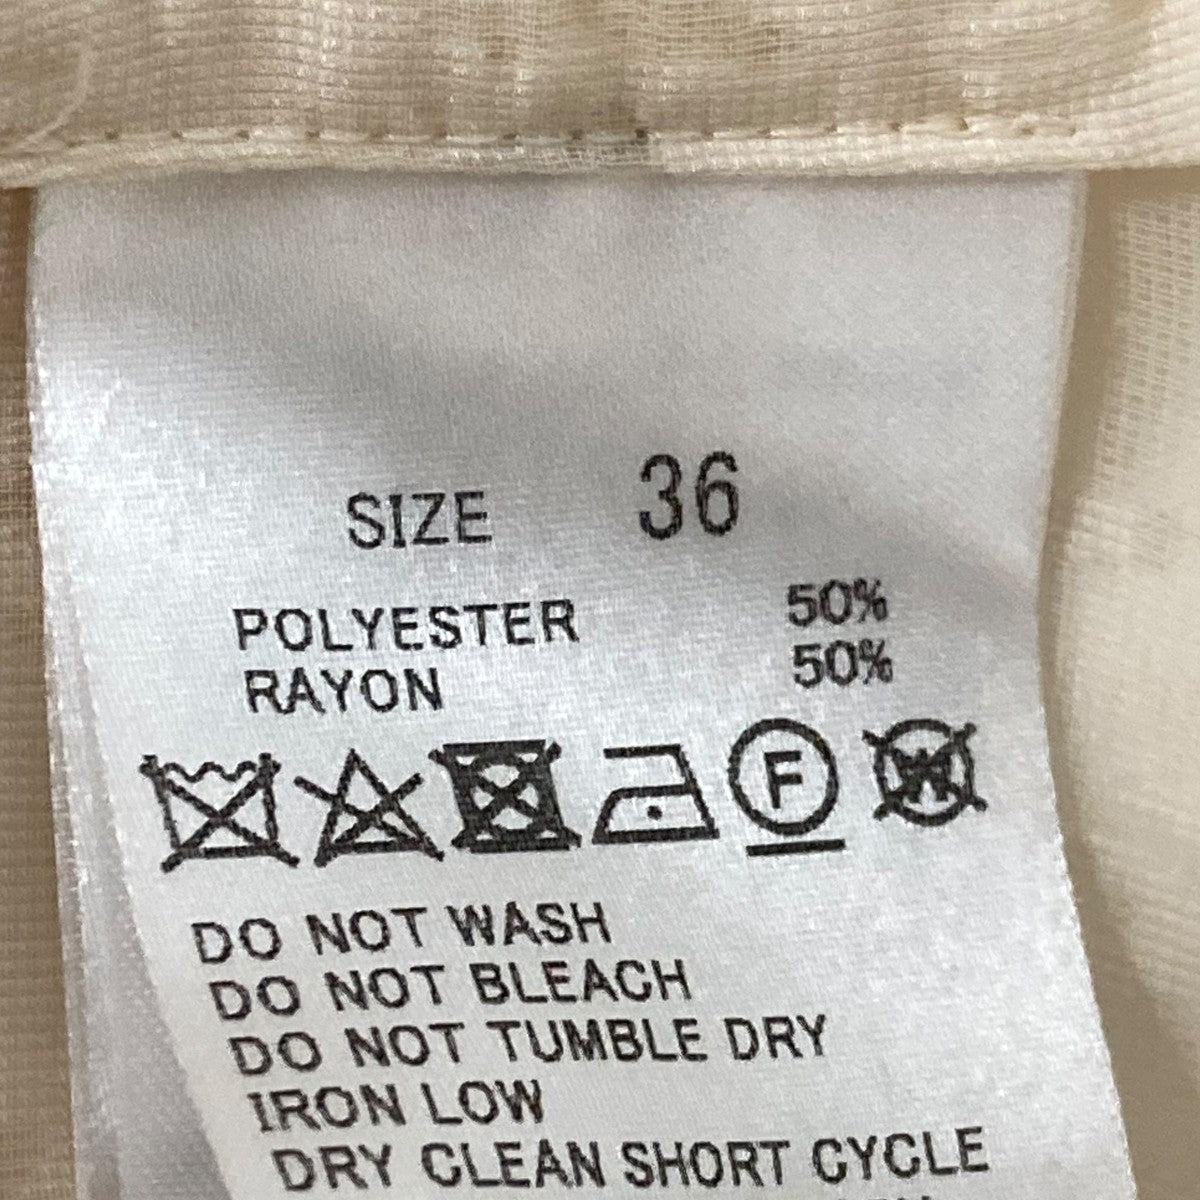 SIZE 36
POLYESTER 50%
RAYON 50%
F
W
DO NOT WASH
DO NOT BLEACH
DO NOT TUMBLE DRY
IRON LOW
DRY CLEAN SHORT CYCLE